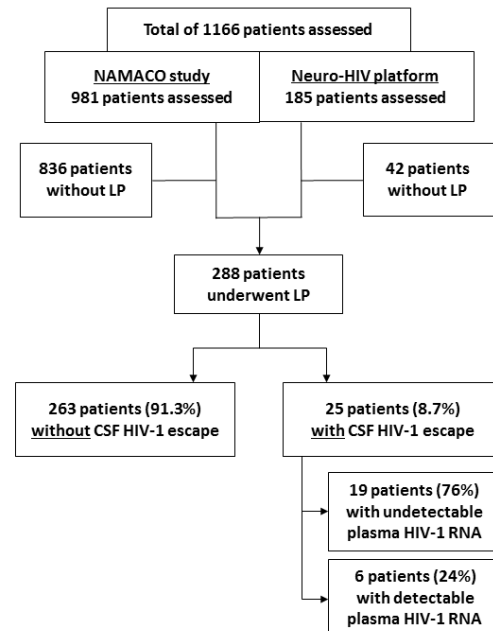 Total of 1166 patients assessed
NAMACO study
981 patients assessed
Neuro-HIV platform
185 patients assessed
836 patients
without LP
42 patients
without LP
288 patients
underwent LP
263 patients (91.3%)
without CSF HIV-1 escape
25 patients (8.7%)
with CSF HIV-1 escape
19 patients (76%)
with undetectable
plasma HIV-1 RNA
6 patients (24%)
with detectable
plasma HIV-1 RNA